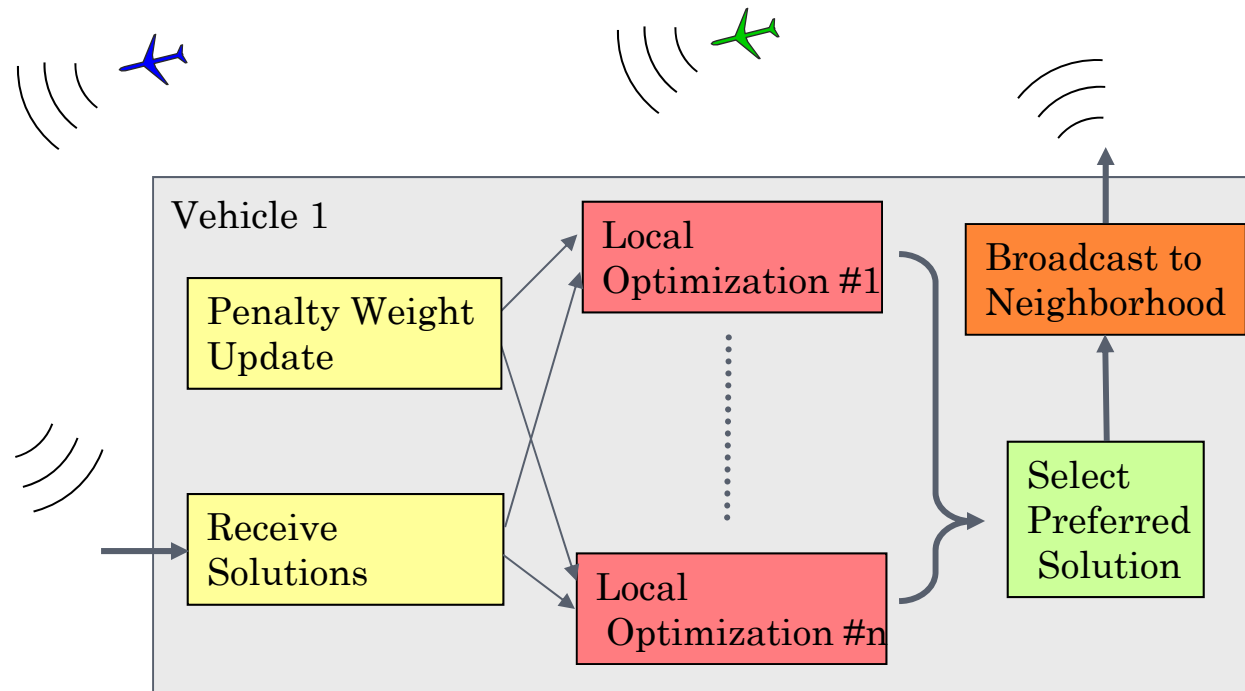 Vehicle 1
Penalty Weight
Update
Receive
Solutions
Local
Optimization #1
Local
Optimization #n
Select
Preferred
Solution
Broadcast to
Neighborhood